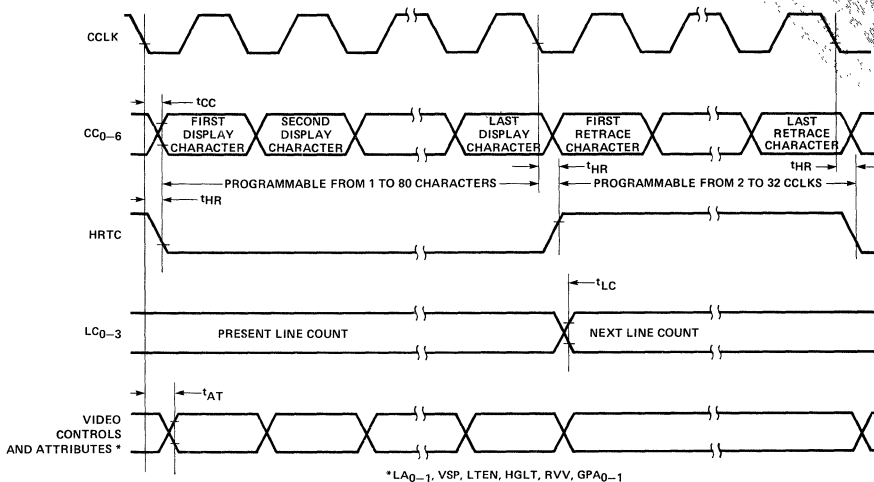 CCLK
tCC
CC0–6
FIRST
DISPLAY
CHARACTER
SECOND
DISPLAY
CHARACTER
LAST
DISPLAY
CHARACTER
FIRST
RETRACE
CHARACTER
LAST
RETRACE
CHARACTER
tHR
tHR
PROGRAMMABLE FROM 1 TO 80 CHARACTERS
PROGRAMMABLE FROM 2 TO 32 CCLKS
tHR
HRTC
tLC
LC0–3
PRESENT LINE COUNT
NEXT LINE COUNT
tAT
VIDEO
CONTROLS
AND ATTRIBUTES *
*LA0–1, VSP, LTEN, HGLT, RVV, GPA0–1